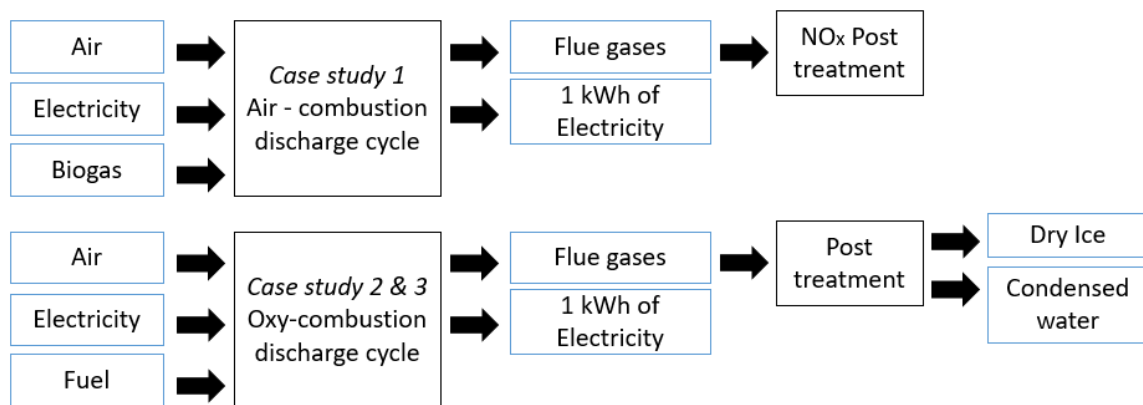 Air
Electricity
Biogas
Case study 1
Air - combustion
discharge cycle
Flue gases
1 kWh of
Electricity
NOx Post
treatment
Air
Electricity
Fuel
Case study 2 & 3
Oxy-combustion
discharge cycle
Flue gases
1 kWh of
Electricity
Post
treatment
Dry Ice
Condensed
water